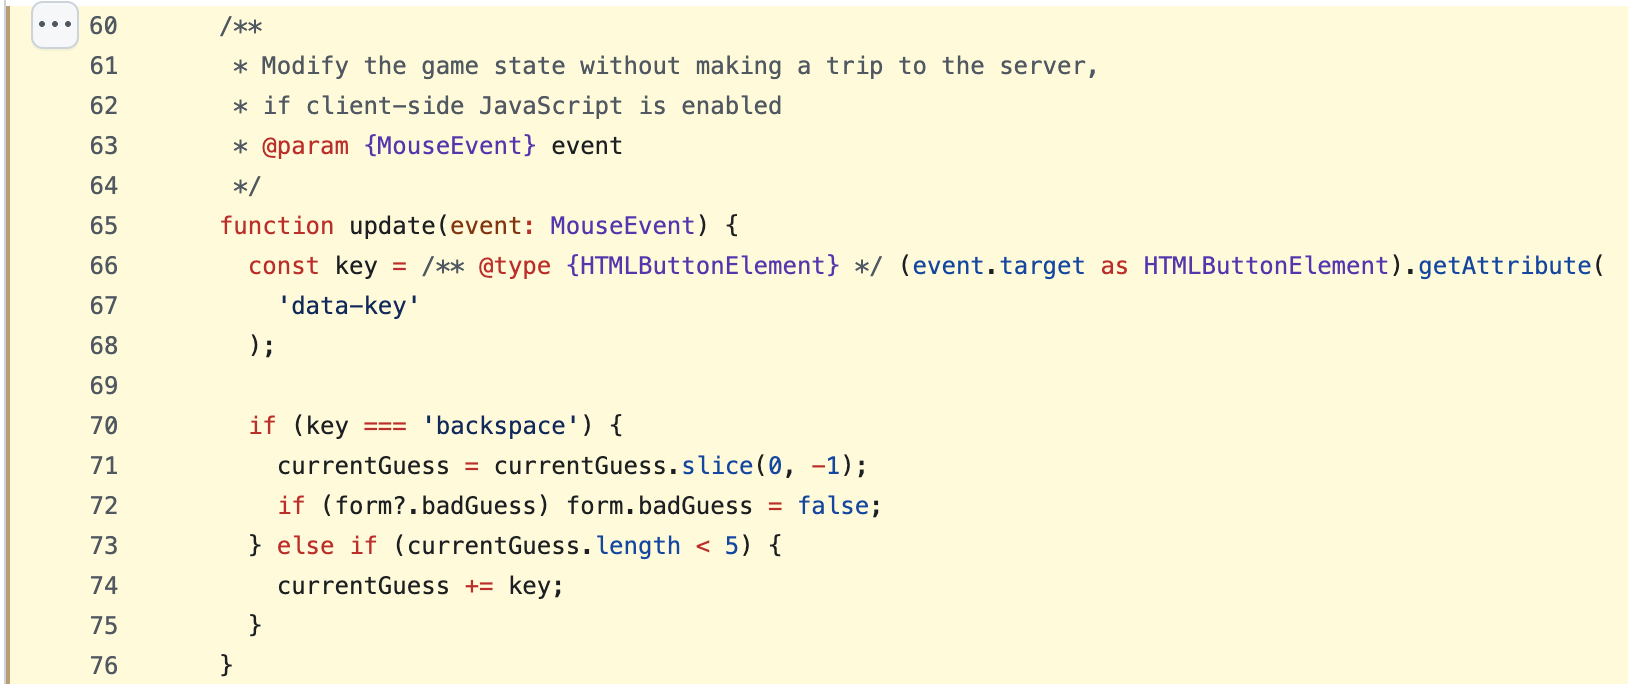 60 /**
61 * Modify the game state without making a trip to the server,
62 * if client-side JavaScript is enabled
63 * @param {MouseEvent} event
64 */
65 function update(event: MouseEvent) {
66 const key = /** @type {HTMLButtonElement} */ (event.target as HTMLButtonElement).getAttribute(
67 'data-key'
68 );
69
70 if (key === 'backspace') {
71 currentGuess = currentGuess.slice(0, -1);
72 if (form?.badGuess) form.badGuess = false;
73 } else if (currentGuess.length < 5) {
74 currentGuess += key;
75 }
76 }